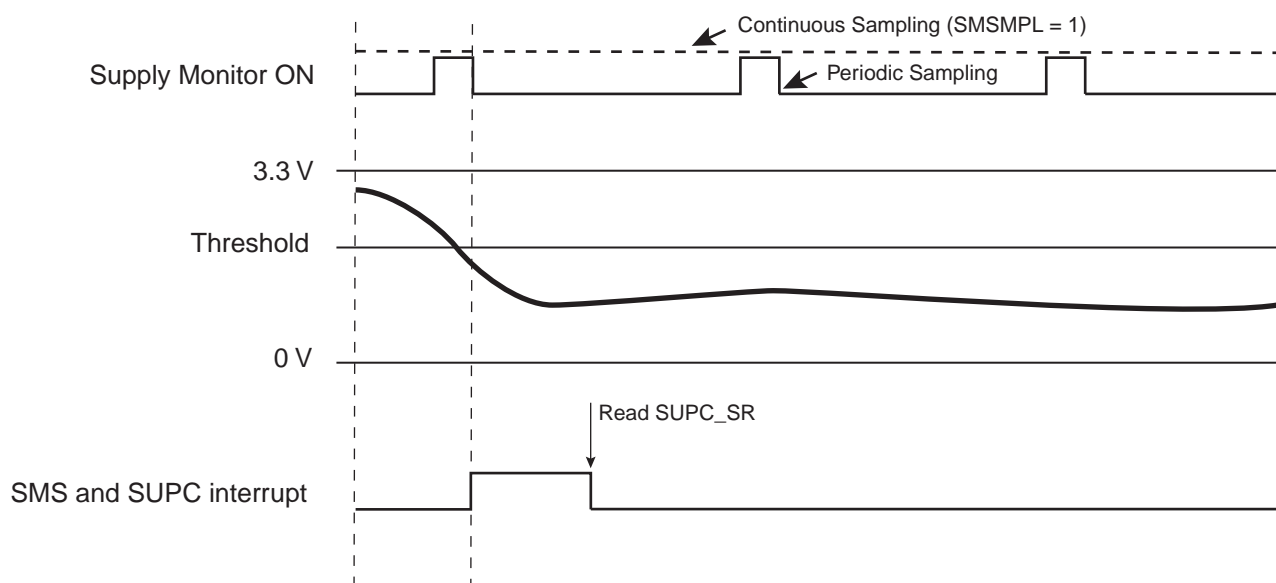 Continuous Sampling (SMSMPL = 1)
Supply Monitor ON
Periodic Sampling
3.3 V
Threshold
0 V
Read SUPC_SR
SMS and SUPC interrupt